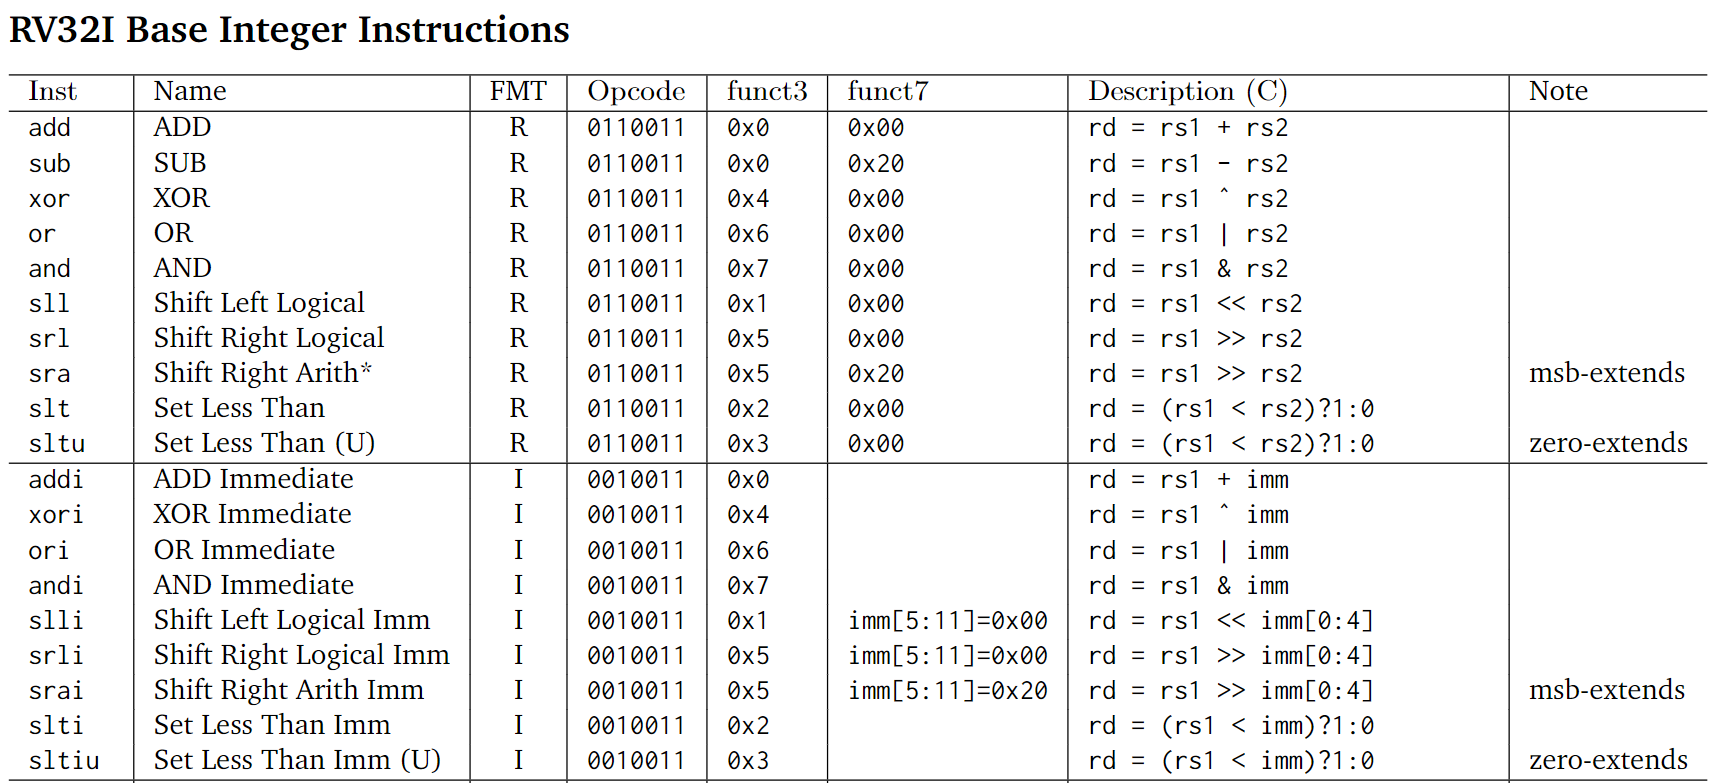 RV32I Base Integer Instructions
Inst Name FMT Opcode funct3 funct7 Description (C) Note
add ADD R 0110011 0x0 0x00 rd = rs1 + rs2
sub SUB R 0110011 0x0 0x20 rd = rs1 - rs2
xor XOR R 0110011 0x4 0x00 rd = rs1 ˆ rs2
or OR R 0110011 0x6 0x00 rd = rs1 | rs2
and AND R 0110011 0x7 0x00 rd = rs1 & rs2
sll Shift Left Logical R 0110011 0x1 0x00 rd = rs1 << rs2
srl Shift Right Logical R 0110011 0x5 0x00 rd = rs1 >> rs2
sra Shift Right Arith* R 0110011 0x5 0x20 rd = rs1 >> rs2 msb-extends
slt Set Less Than R 0110011 0x2 0x00 rd = (rs1 < rs2)?1:0
sltu Set Less Than (U) R 0110011 0x3 0x00 rd = (rs1 < rs2)?1:0 zero-extends
addi ADD Immediate I 0010011 0x0 rd = rs1 + imm
xori XOR Immediate I 0010011 0x4 rd = rs1 ˆ imm
ori OR Immediate I 0010011 0x6 rd = rs1 | imm
andi AND Immediate I 0010011 0x7 rd = rs1 & imm
slli Shift Left Logical Imm I 0010011 0x1 imm[5:11]=0x00 rd = rs1 << imm[0:4]
srli Shift Right Logical Imm I 0010011 0x5 imm[5:11]=0x00 rd = rs1 >> imm[0:4]
srai Shift Right Arith Imm I 0010011 0x5 imm[5:11]=0x20 rd = rs1 >> imm[0:4] msb-extends
slti Set Less Than Imm I 0010011 0x2 rd = (rs1 < imm)?1:0
sltiu Set Less Than Imm (U) I 0010011 0x3 rd = (rs1 < imm)?1:0 zero-extends